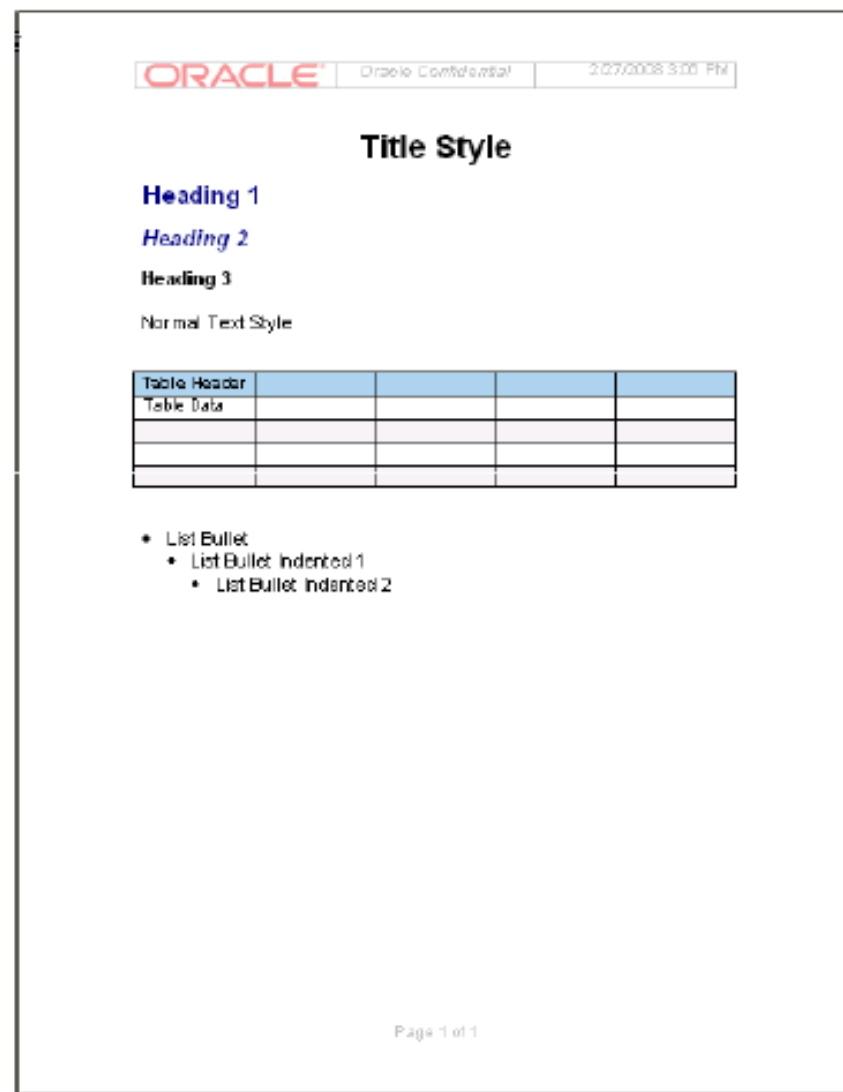 ORACLE Oracle Confidential 2/27/2008 3:00 PM
Title Style
Heading 1
Heading 2
Heading 3
Normal Text Style
Table Header
Table Data
• List Bullet
• List Bullet Indented 1
• List Bullet Indented 2
Page 1 of 1